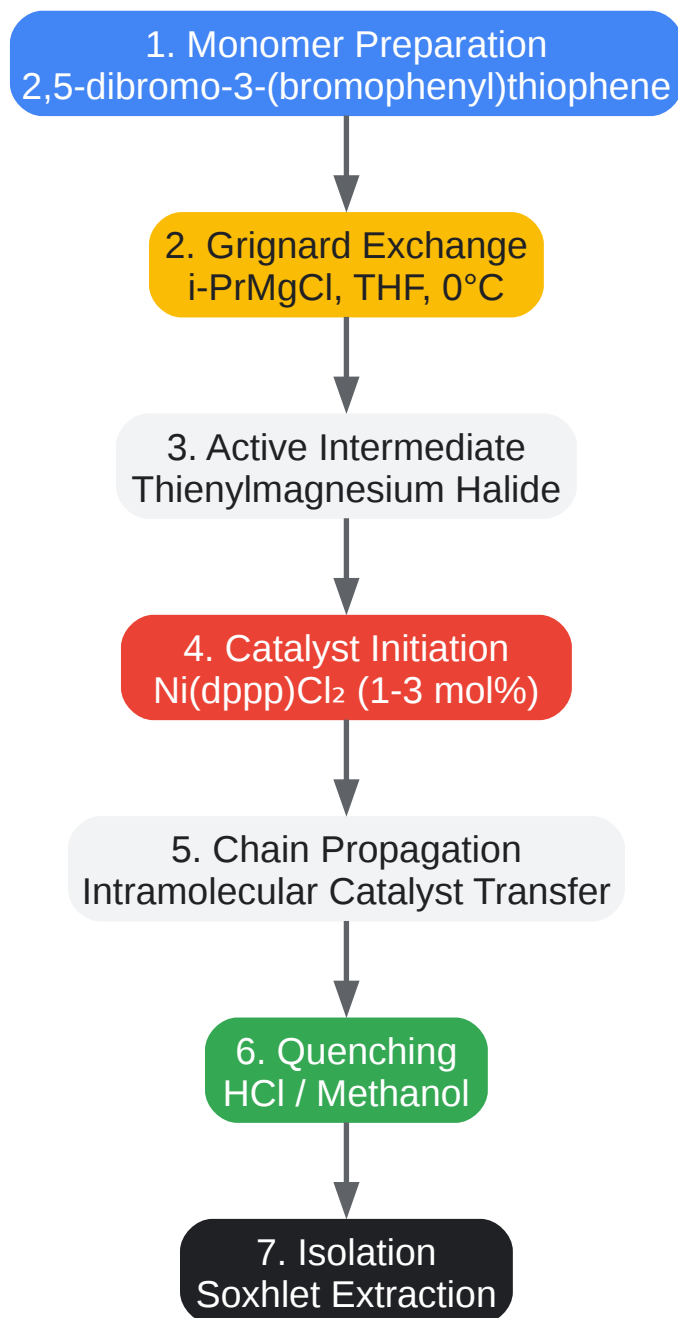 1. Monomer Preparation
2,5-dibromo-3-(bromophenyl)thiophene
2. Grignard Exchange
i-PrMgCl, THF, 0°C
3. Active Intermediate
Thienylmagnesium Halide
4. Catalyst Initiation
Ni(dppp)Cl₂ (1-3 mol%)
5. Chain Propagation
Intramolecular Catalyst Transfer
6. Quenching
HCl / Methanol
7. Isolation
Soxhlet Extraction